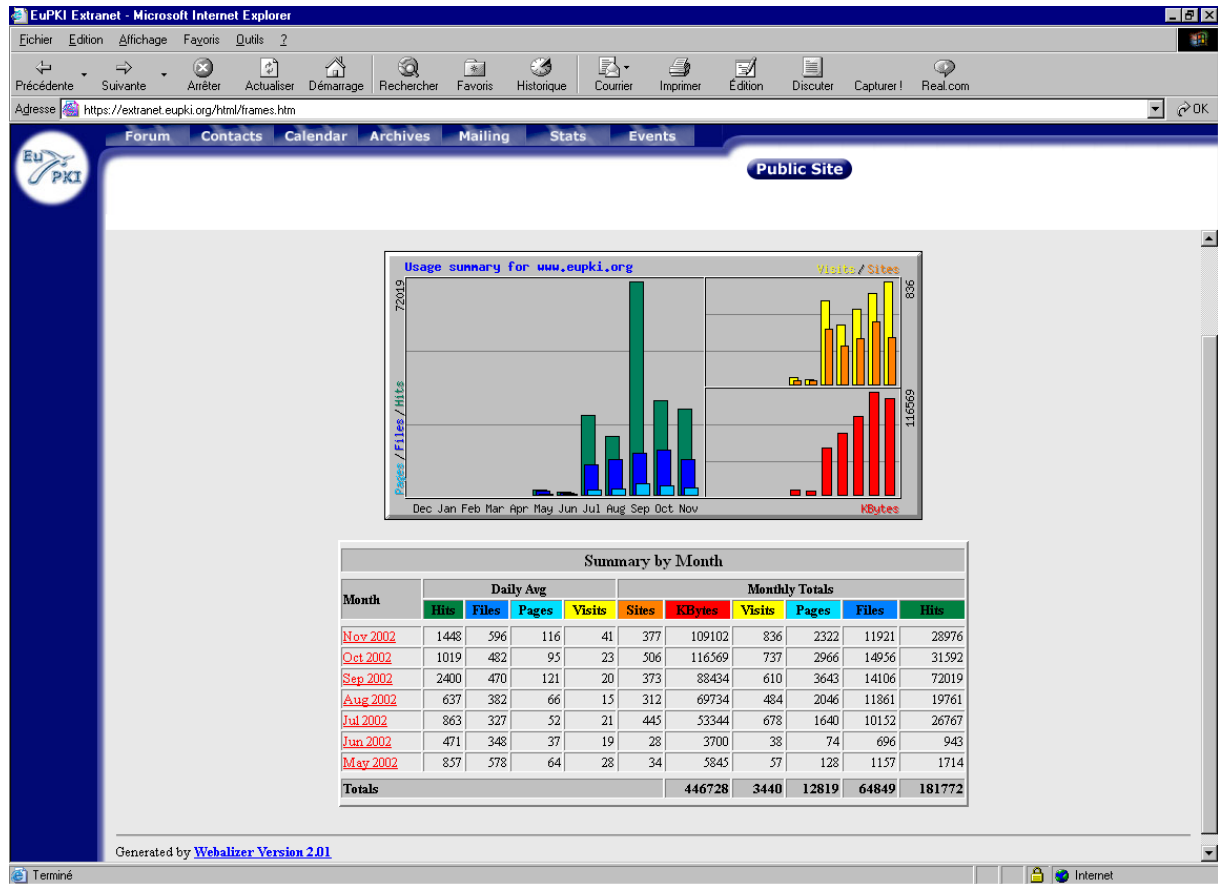 EuPKI Extranet - Microsoft Internet Explorer
Fichier Edition Affichage Favoris Outils ?
Précédente Suivante Arrêter Actualiser Démarrage Rechercher Favoris Historique Courrier Imprimer Édition Discuter Capturer ! Real.com
Adresse https://extranet.eupki.org/html/frames.htm OK
Forum Contacts Calendar Archives Mailing Stats Events
Eu PKI
Public Site
Usage summary for www.eupki.org
Visits / Sites
72019
836
Pages / Files / Hits
116569
Dec Jan Feb Mar Apr May Jun Jul Aug Sep Oct Nov
KBytes
Summary by Month
Month Daily Avg Monthly Totals
Hits Files Pages Visits Sites KBytes Visits Pages Files Hits
Nov 2002 1448 596 116 41 377 109102 836 2322 11921 28976
Oct 2002 1019 482 95 23 506 116569 737 2966 14956 31592
Sep 2002 2400 470 121 20 373 88434 610 3643 14106 72019
Aug 2002 637 382 66 15 312 69734 484 2046 11861 19761
Jul 2002 863 327 52 21 445 53344 678 1640 10152 26767
Jun 2002 471 348 37 19 28 3700 38 74 696 943
May 2002 857 578 64 28 34 5845 57 128 1157 1714
Totals 446728 3440 12819 64849 181772
Generated by Webalizer Version 2.01
Terminé Internet